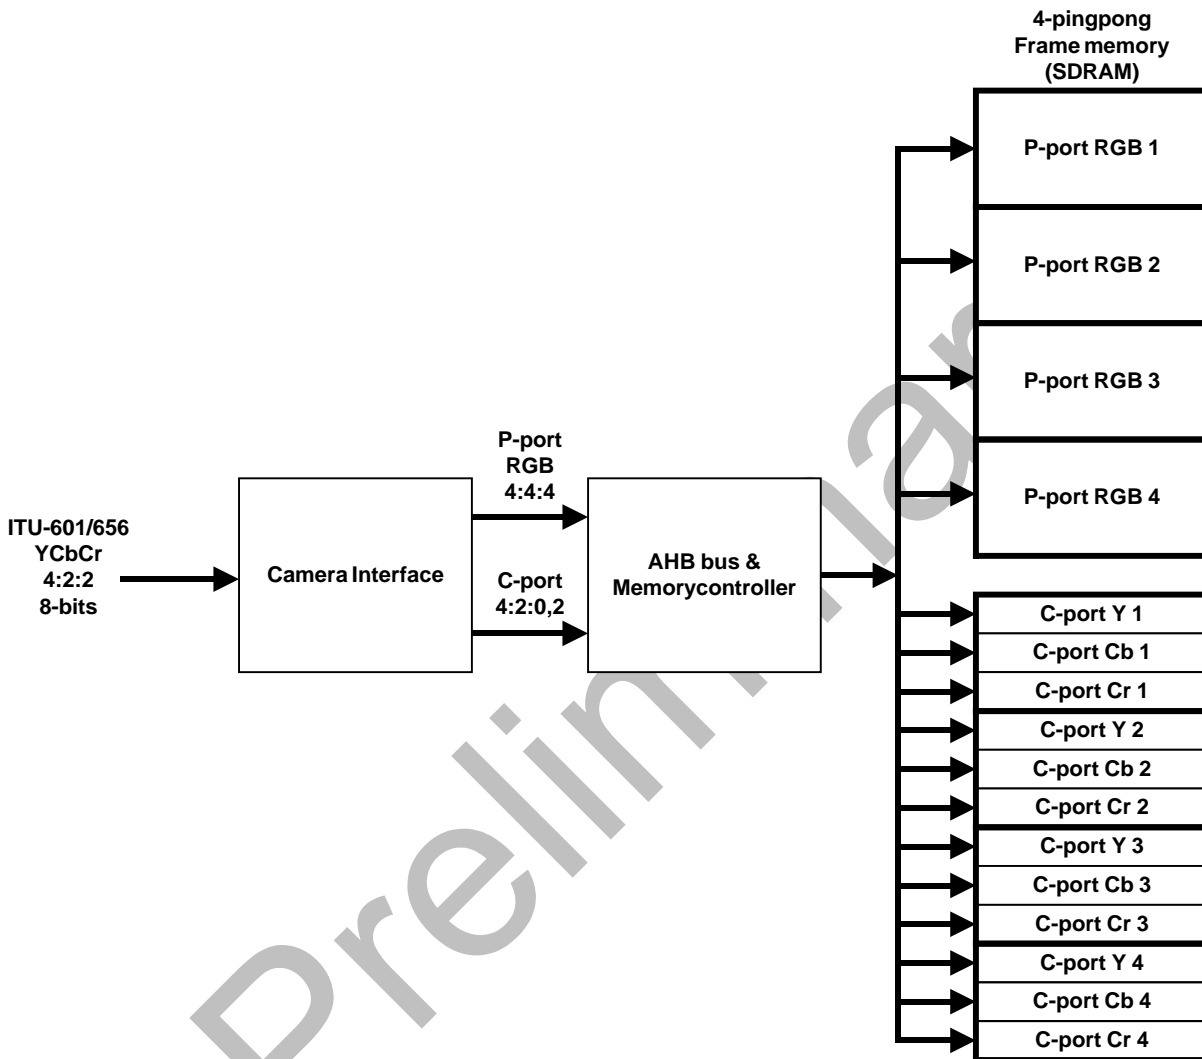 4-pingpong
Frame memory
(SDRAM)
P-port RGB 1
P-port RGB 2
P-port RGB 3
P-port RGB 4
P-port
RGB
4:4:4
ITU-601/656
YCbCr
4:2:2
8-bits
Camera Interface
C-port
4:2:0,2
AHB bus &
Memorycontroller
C-port Y 1
C-port Cb 1
C-port Cr 1
C-port Y 2
C-port Cb 2
C-port Cr 2
C-port Y 3
C-port Cb 3
C-port Cr 3
C-port Y 4
C-port Cb 4
C-port Cr 4